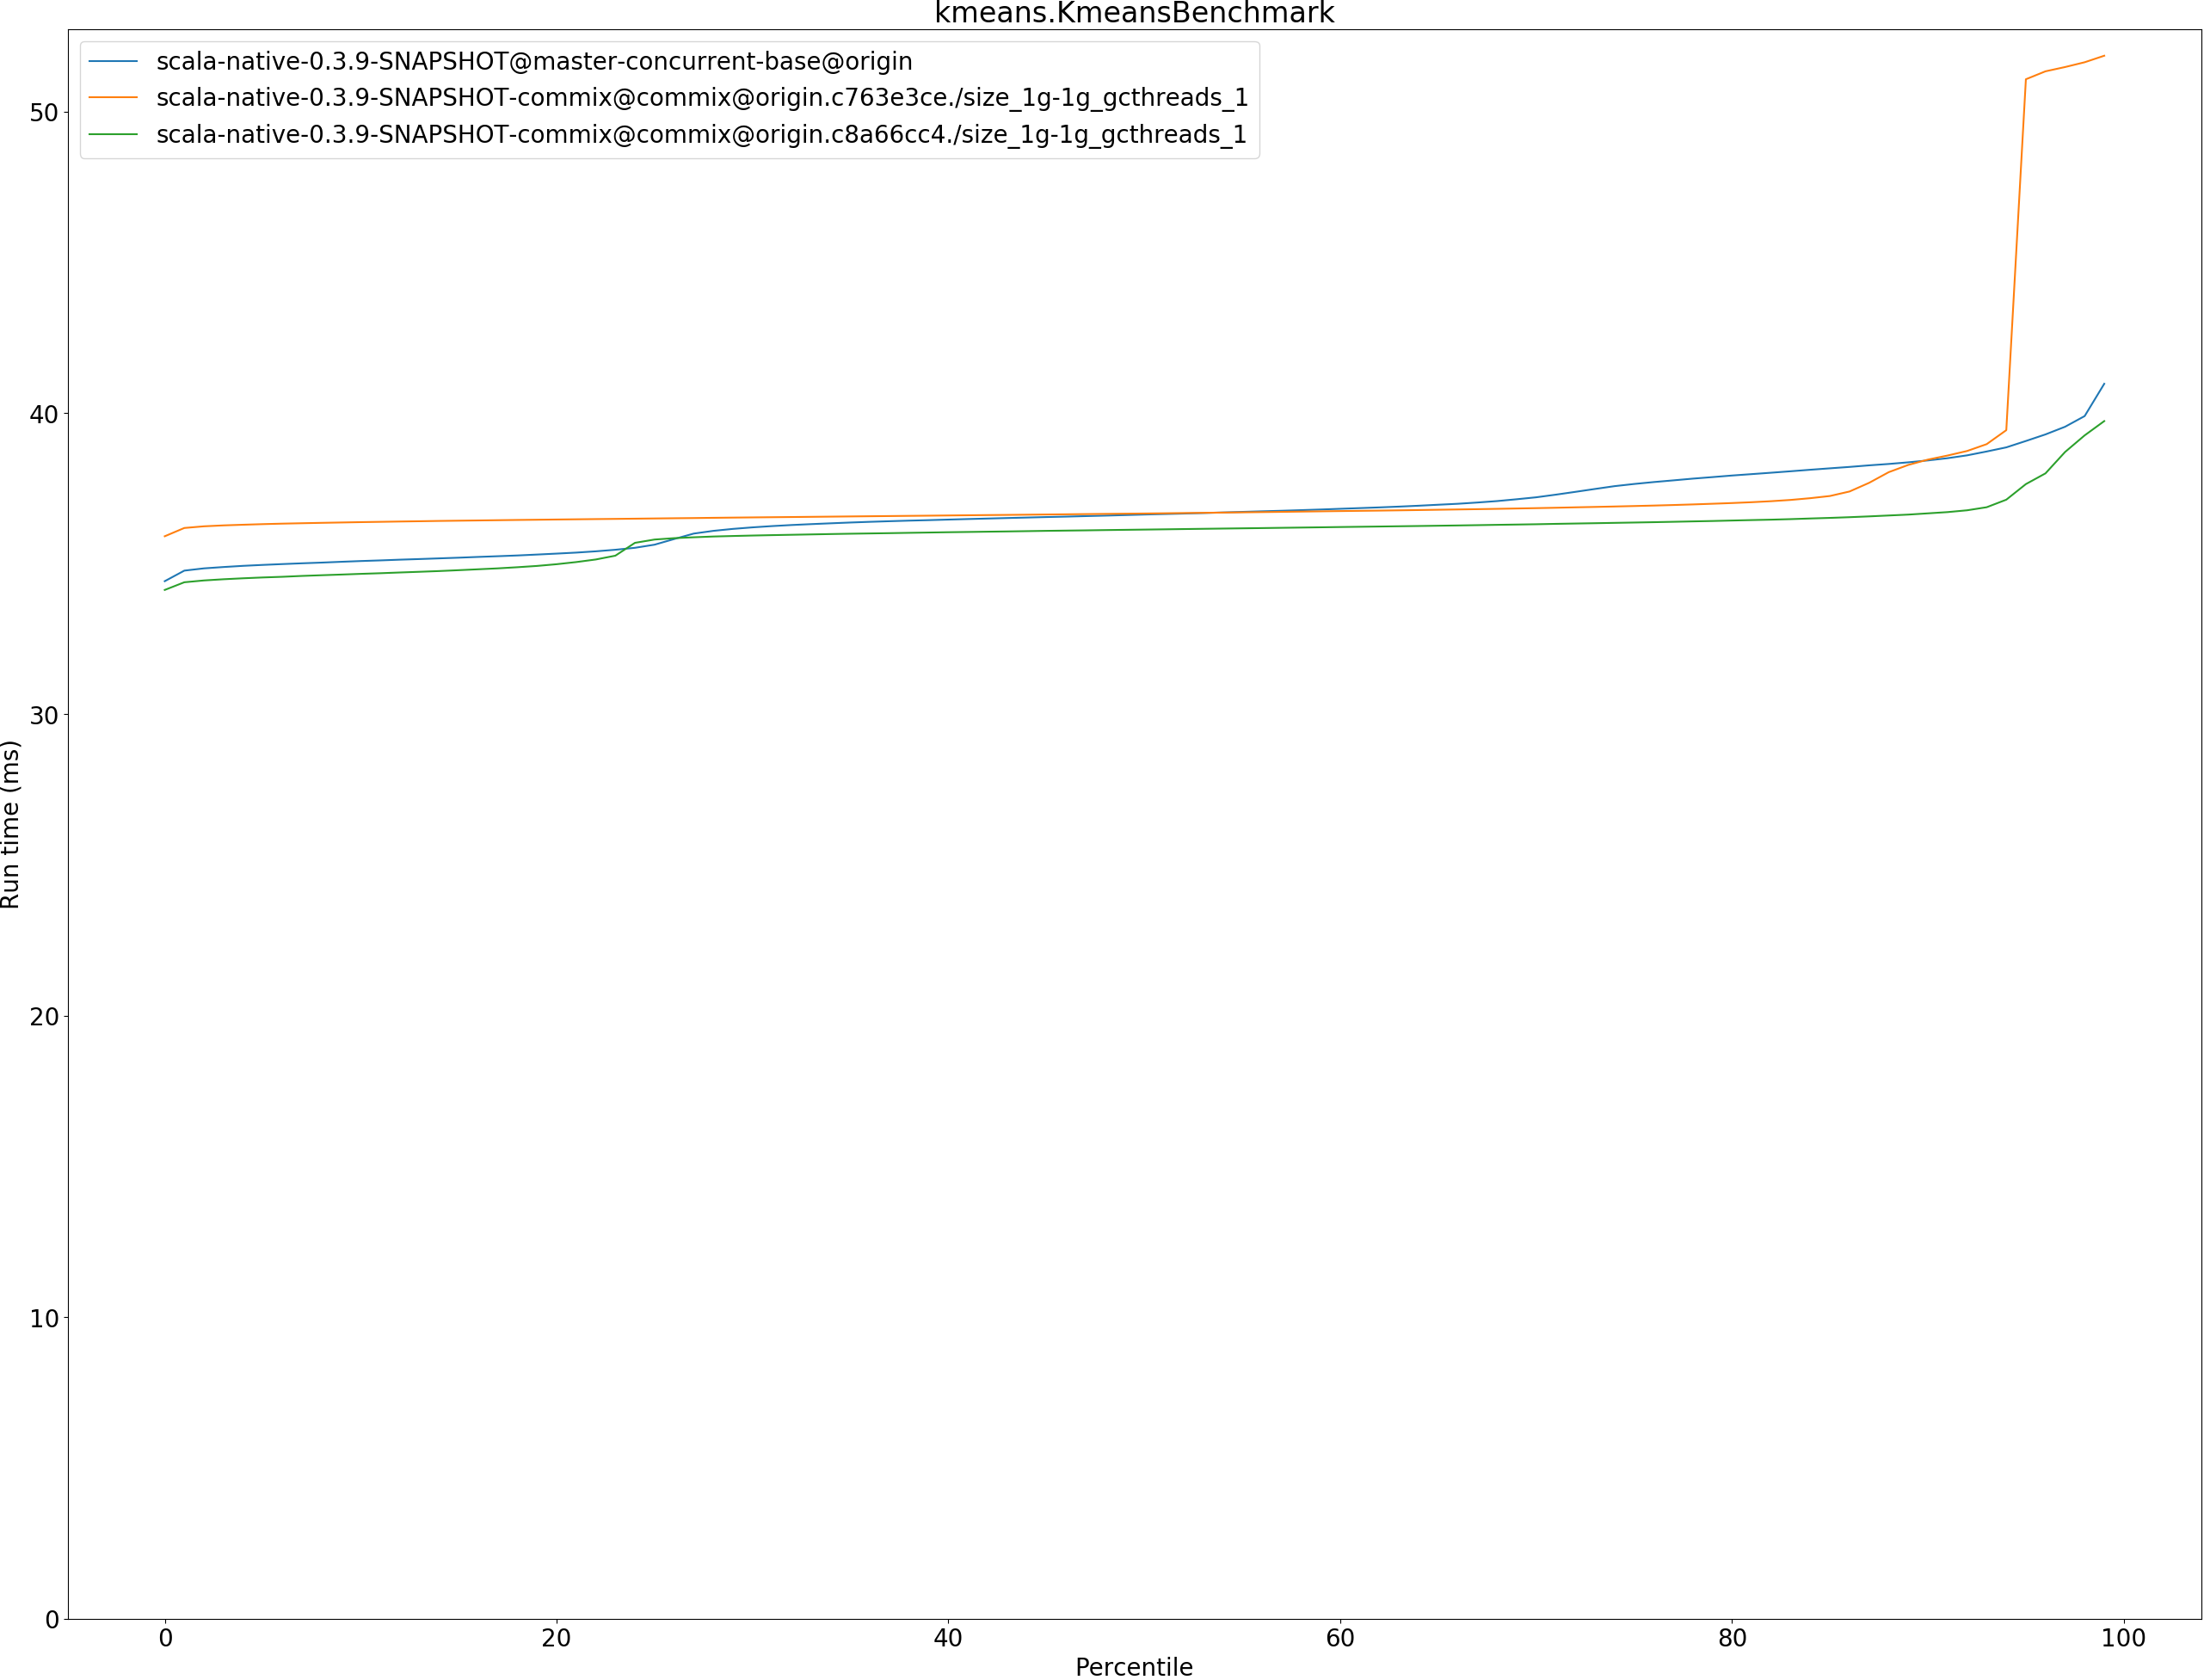 kmeans.KmeansBenchmark
scala-native-0.3.9-SNAPSHOT@master-concurrent-base@origin
scala-native-0.3.9-SNAPSHOT-commix@commix@origin.c763e3ce./size_1g-1g_gcthreads_1
scala-native-0.3.9-SNAPSHOT-commix@commix@origin.c8a66cc4./size_1g-1g_gcthreads_1
50
40
30
20
10
0
Run time (ms)
0 20 40 60 80 100
Percentile